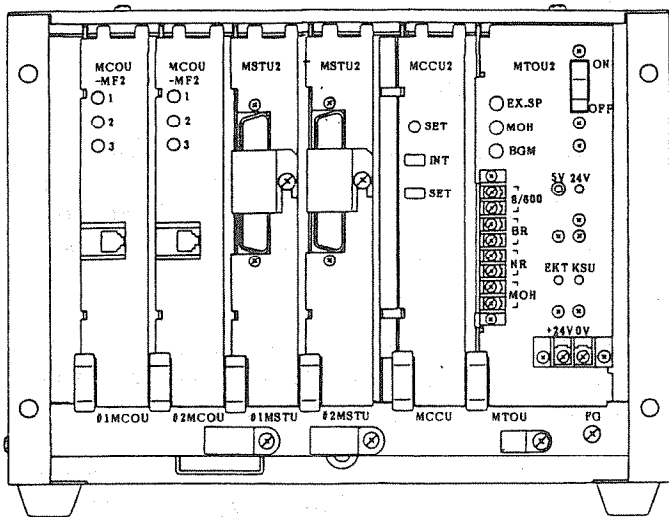 MCOU
-MF2
1
2
3
MCOU
-MF2
1
2
3
MSTU2
MSTU2
MCCU2
SET
INT
SET
MTOU2
ON
OFF
EX.SP
MOH
BGM
5V 24V
8/600
BR
NR
MOH
EKT KSU
+24V 0V
#1MCOU
#2MCOU
#1MSTU
#2MSTU
MCCU
MTOU
FG